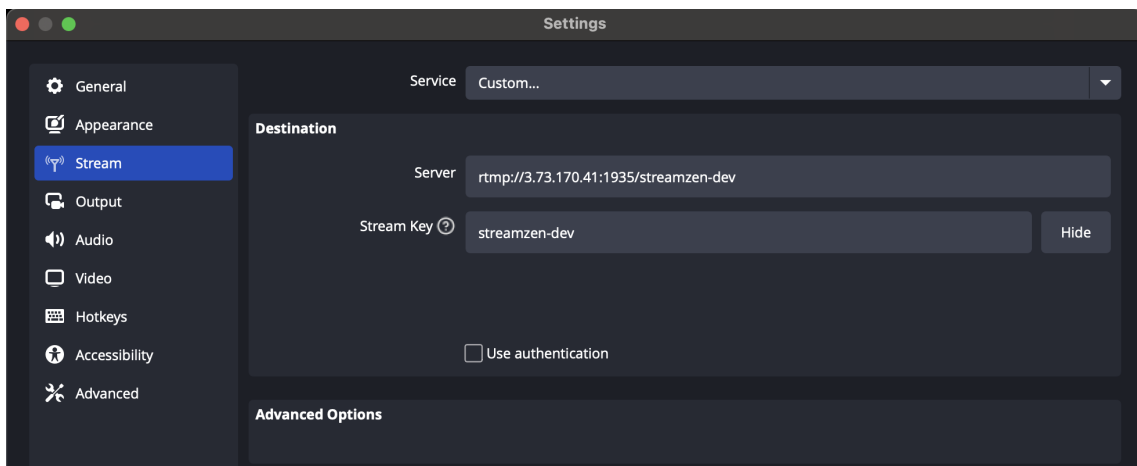 Settings
General
Appearance
Stream
Output
Audio
Video
Hotkeys
Accessibility
Advanced
Service
Custom...
Destination
Server
rtmp://3.73.170.41:1935/streamzen-dev
Stream Key
streamzen-dev
Hide
Use authentication
Advanced Options